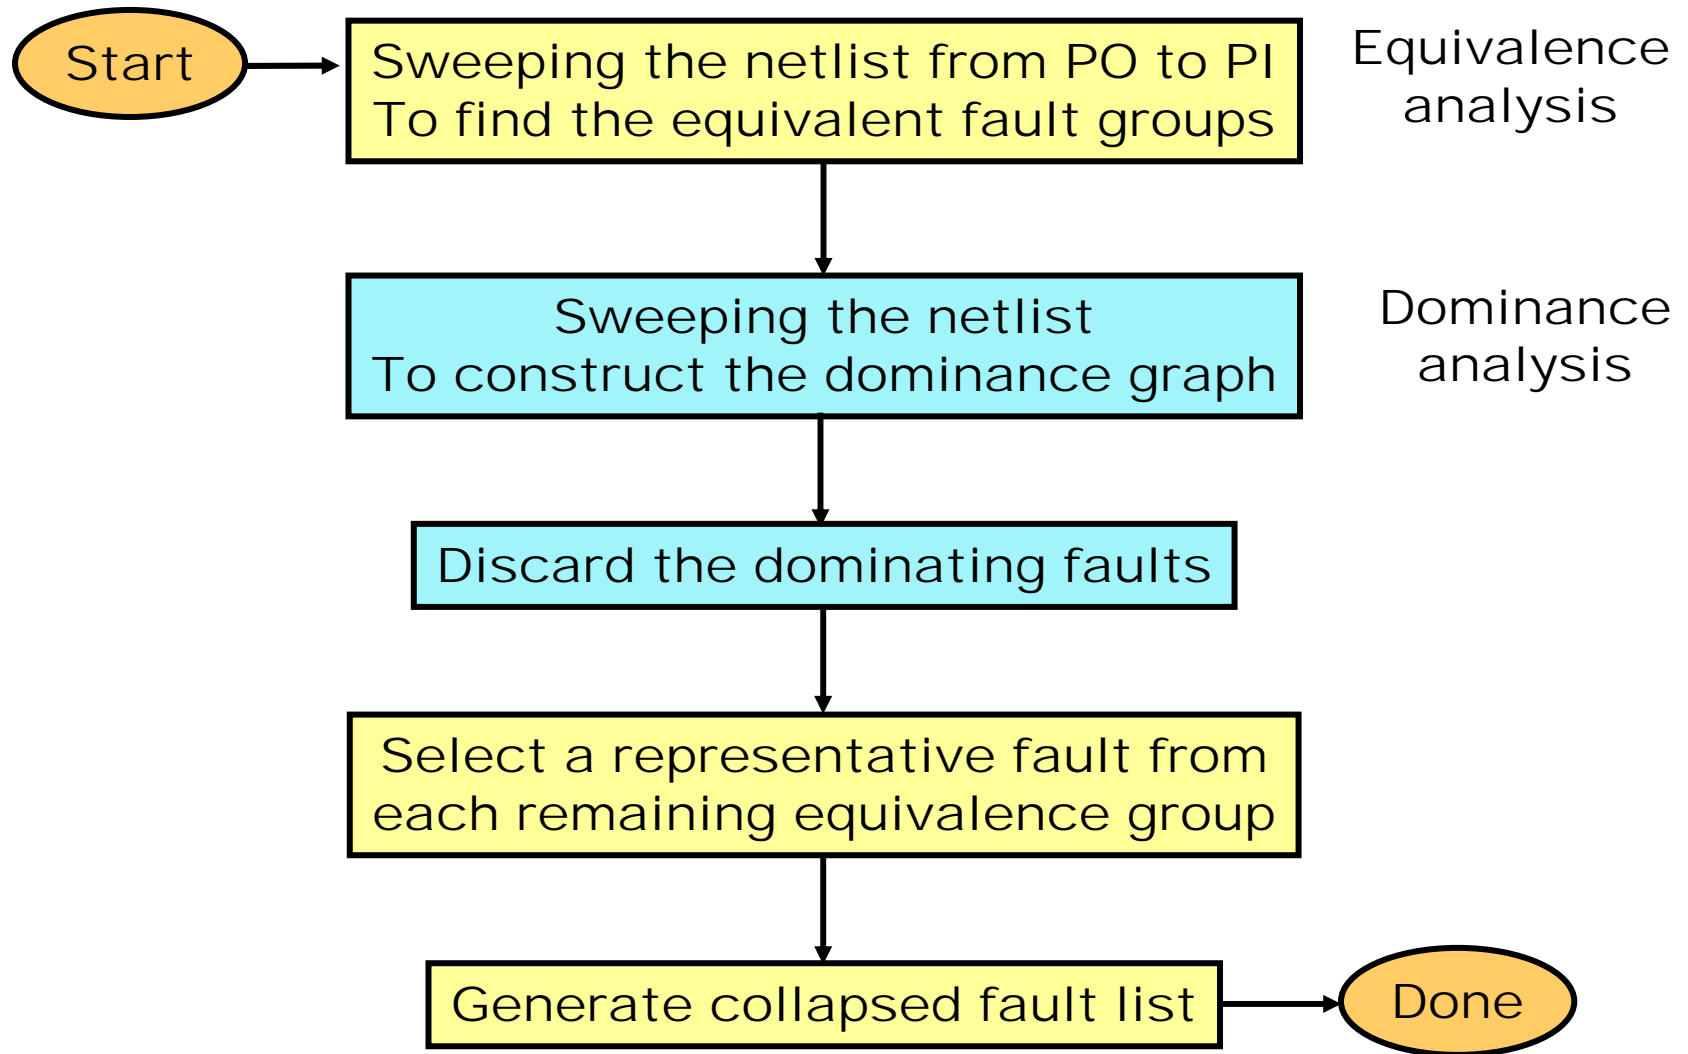 Start
Sweeping the netlist from PO to PI
To find the equivalent fault groups
Equivalence
analysis
Sweeping the netlist
To construct the dominance graph
Dominance
analysis
Discard the dominating faults
Select a representative fault from
each remaining equivalence group
Generate collapsed fault list
Done